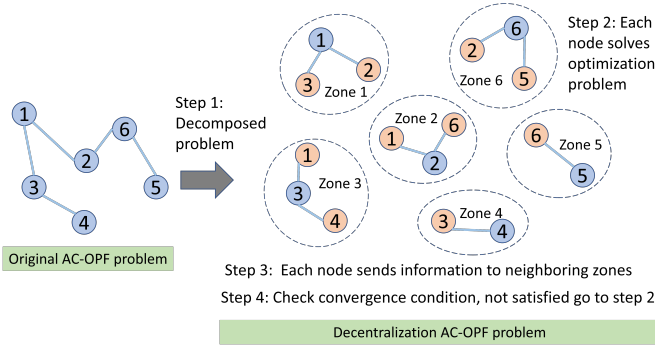 1
2
3
4
5
6
Original AC-OPF problem
Step 1:
Decomposed
problem
1
2
3
Zone 1
6
2
5
Zone 6
Step 2: Each
node solves
optimization
problem
Zone 2
1
6
2
1
3
4
Zone 3
6
5
Zone 5
3
4
Zone 4
Step 3: Each node sends information to neighboring zones
Step 4: Check convergence condition, not satisfied go to step 2
Decentralization AC-OPF problem